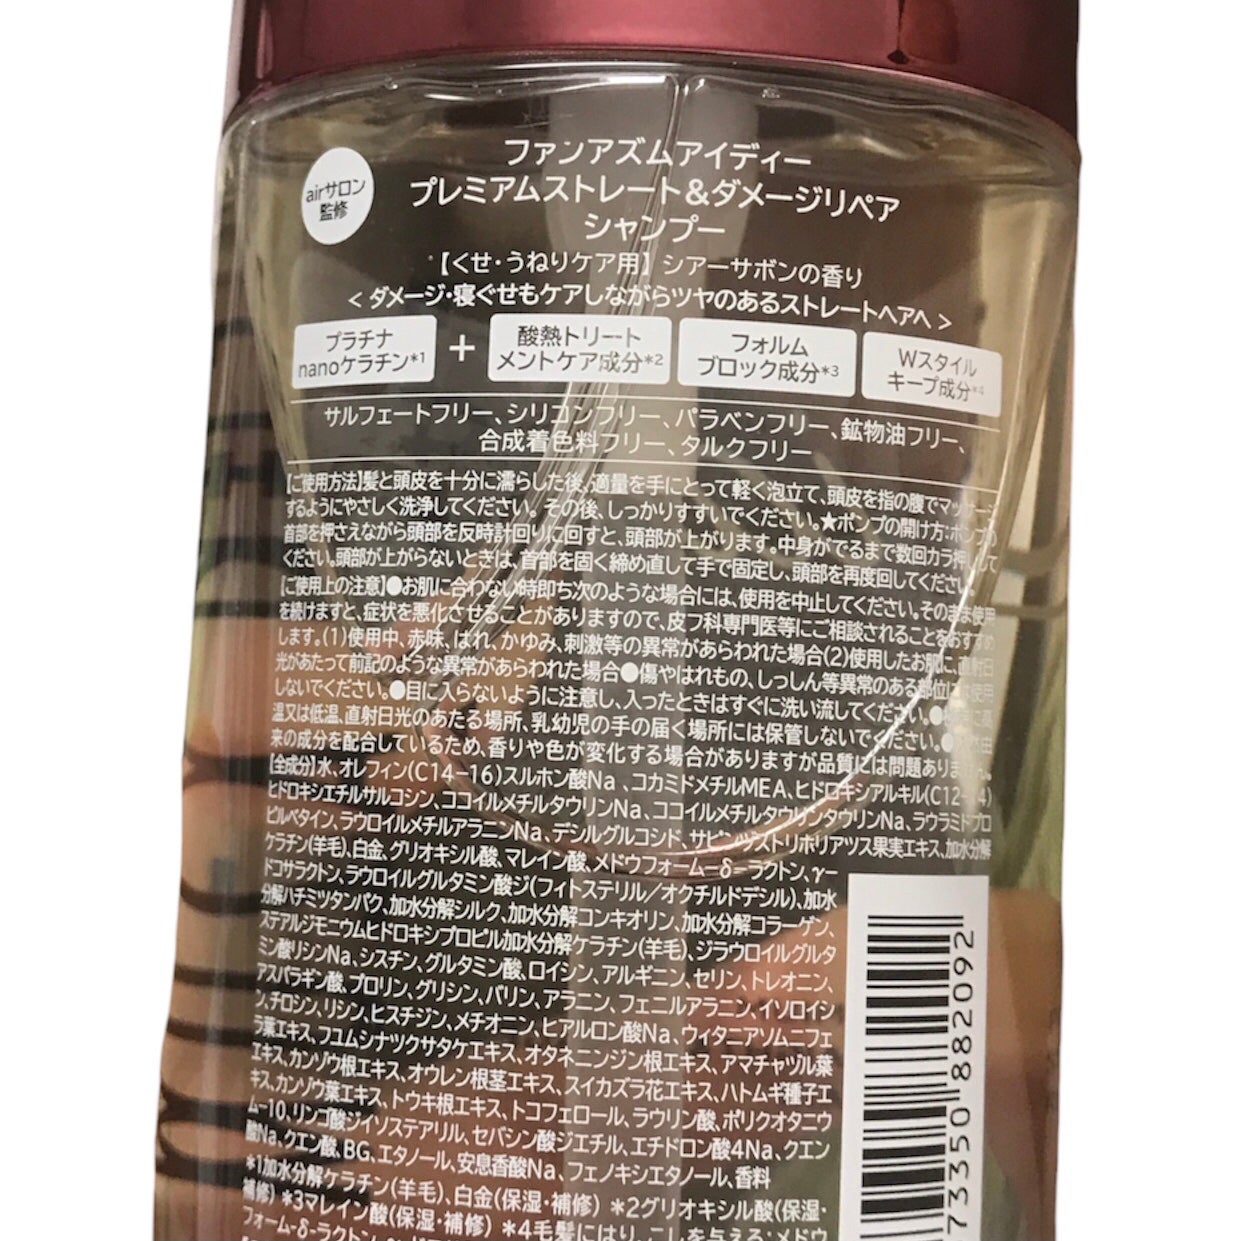 airサロン
監修
ファンアズムアイディー
プレミアムストレート&ダメージリペア
シャンプー
【くせ・うねりケア用】シアーサボンの香り
<ダメージ・寝ぐせもケアしながらツヤのあるストレートヘアへ>
プラチナ
nanoケラチン*1
+
酸熱トリート
メントケア成分*2
フォルム
ブロック成分*3
Wスタイル
キープ成分*4
サルフェートフリー、シリコンフリー、パラベンフリー、鉱物油フリー、
合成着色料フリー、タルクフリー
【ご使用方法】髪と頭皮を十分に濡らした後、適量を手にとって軽く泡立て、頭皮を指の腹でマッサージ
するようにやさしく洗浄してください。その後、しっかりすすいでください。★ポンプの開け方:ポンプの
首部を押さえながら頭部を反時計回りに回すと、頭部が上がります。中身がでるまで数回カラ押しして
ください。頭部が上がらないときは、首部を固く締め直して手で固定し、頭部を再度回してください。
【ご使用上の注意】●お肌に合わない時即ち次のような場合には、使用を中止してください。そのまま使用
を続けますと、症状を悪化させることがありますので、皮フ科専門医等にご相談されることをおすすめ
します。(1)使用中、赤味、はれ、かゆみ、刺激等の異常があらわれた場合(2)使用したお肌に、直射日
光があたって前記のような異常があらわれた場合●傷やはれもの、しっしん等異常のある部位には使用
しないでください。●目に入らないように注意し、入ったときはすぐに洗い流してください。●
温又は低温、直射日光のあたる場所、乳幼児の手の届く場所には保管しないでください。●天然由
来の成分を配合しているため、香りや色が変化する場合がありますが品質には問題ありません。
【全成分】水、オレフィン(C14-16)スルホン酸Na、コカミドメチルMEA、ヒドロキシアルキル(C12-14)
ヒドロキシエチルサルコシン、ココイルメチルタウリンNa、ココイルメチルタウリンタウリンNa、ラウラミドプロ
ピルベタイン、ラウロイルメチルアラニンNa、デシルグルコシド、サピンヅストリホリアツス果実エキス、加水分解
ケラチン(羊毛)、白金、グリオキシル酸、マレイン酸、メドウフォーム-δ-ラクトン、γ-
ドコサラクトン、ラウロイルグルタミン酸ジ(フィトステリル/オクチルドデシル)、加水
分解ハチミツタンパク、加水分解シルク、加水分解コンキオリン、加水分解コラーゲン、
ステアルジモニウムヒドロキシプロピル加水分解ケラチン(羊毛)、ジラウロイルグルタ
ミン酸リシンNa、シスチン、グルタミン酸、ロイシン、アルギニン、セリン、トレオニン、
アスパラギン酸、プロリン、グリシン、バリン、アラニン、フェニルアラニン、イソロイシ
ン、チロシン、リシン、ヒスチジン、メチオニン、ヒアルロン酸Na、ウィタニアソムニフェ
ラ葉エキス、フユムシナツクサタケエキス、オタネニンジン根エキス、アマチャヅル葉
エキス、カンゾウ根エキス、オウレン根茎エキス、スイカズラ花エキス、ハトムギ種子エ
キス、カンゾウ葉エキス、トウキ根エキス、トコフェロール、ラウリン酸、ポリクオタニウ
ム-10、リンゴ酸ジイソステアリル、セバシン酸ジエチル、エチドロン酸4Na、クエン
酸Na、クエン酸、BG、エタノール、安息香酸Na、フェノキシエタノール、香料
*1加水分解ケラチン(羊毛)、白金(保湿・補修) *2グリオキシル酸(保湿・
補修) *3マレイン酸(保湿・補修) *4毛髪にはり、こしを与える:メドウ
フォーム-δ-ラクトン
73350 882092